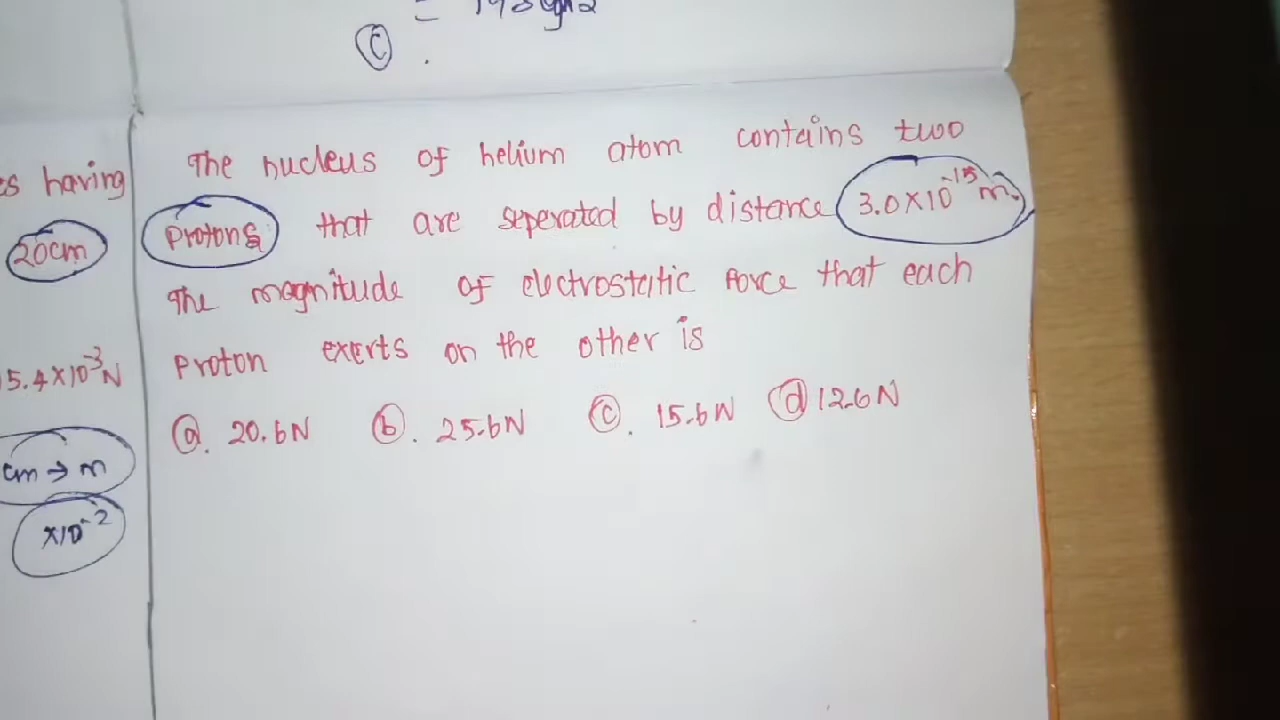 (C)
The nucleus of helium atom contains two
protons that are seperated by distance 3.0×10⁻¹⁵m.
The magnitude of electrostatic force that each
proton exerts on the other is
(a). 20.6N (b). 25.6N (c). 15.6N (d) 12.6N
es having
20cm
5.4×10⁻³N
cm → m
×10⁻²